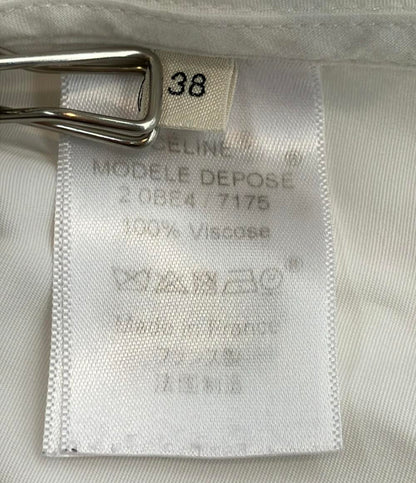 38
CELINE® ®
MODELE DEPOSE
2 0BE4 / 7175
100% Viscose
®
Made in France
フランス製
法国制造